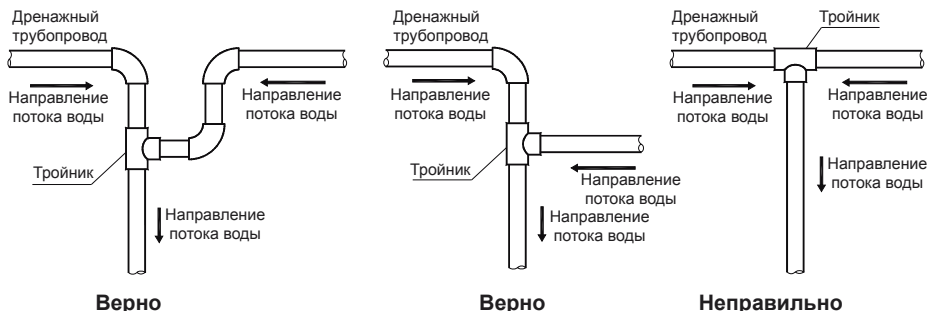 Дренажный
трубопровод
Направление
потока воды
Направление
потока воды
Тройник
Направление
потока воды
Верно
Дренажный
трубопровод
Направление
потока воды
Тройник
Направление
потока воды
Направление
потока воды
Верно
Дренажный
трубопровод
Тройник
Направление
потока воды
Направление
потока воды
Направление
потока воды
Неправильно